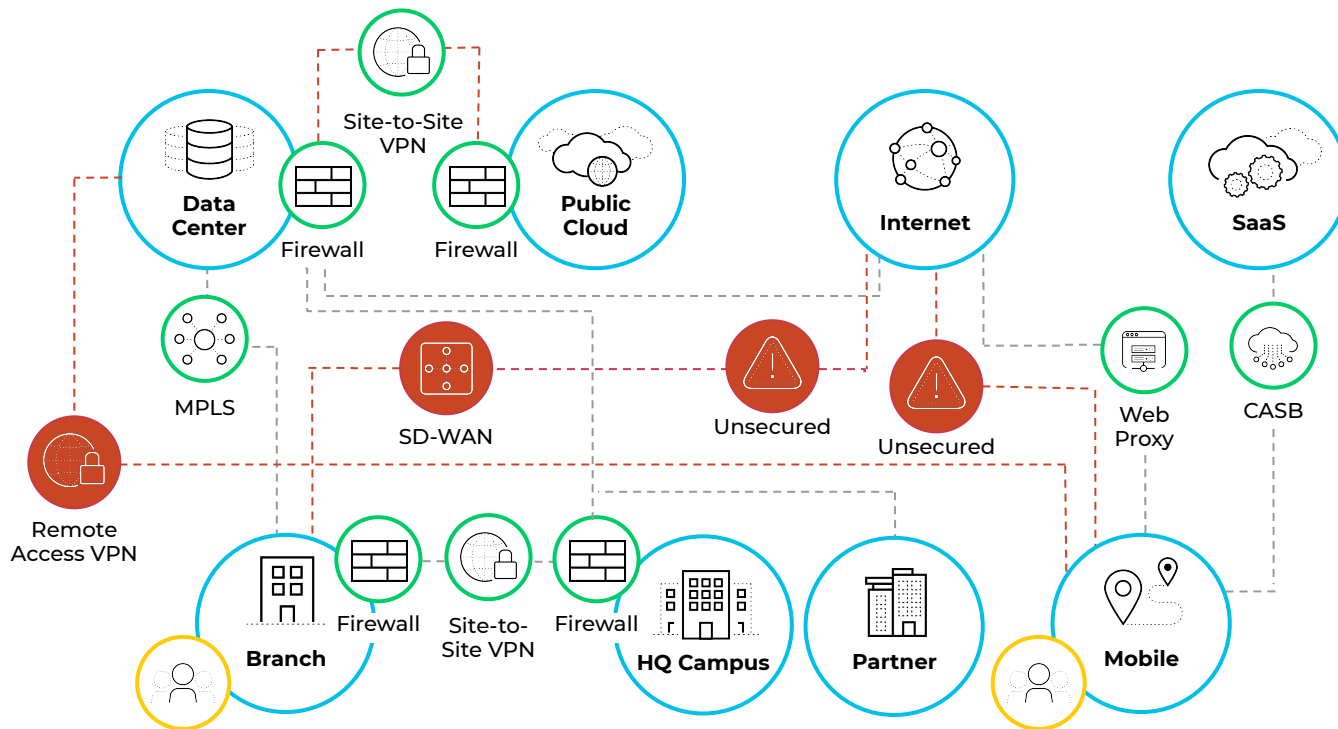 Site-to-Site
VPN
Data
Center
Firewall
Firewall
Public
Cloud
Internet
SaaS
MPLS
SD-WAN
Unsecured
Unsecured
Web
Proxy
CASB
Remote
Access VPN
Branch
Firewall
Site-to-
Site VPN
Firewall
HQ Campus
Partner
Mobile